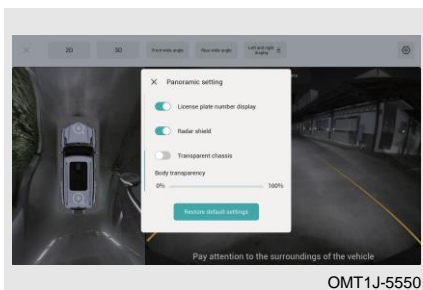 2D
3D
Front wide angle
Rear wide angle
Left and right
display
Panoramic setting
License plate number display
Radar shield
Transparent chassis
Body transparency
0%
100%
Restore default settings
Pay attention to the surroundings of the vehicle
OMT1J-5550